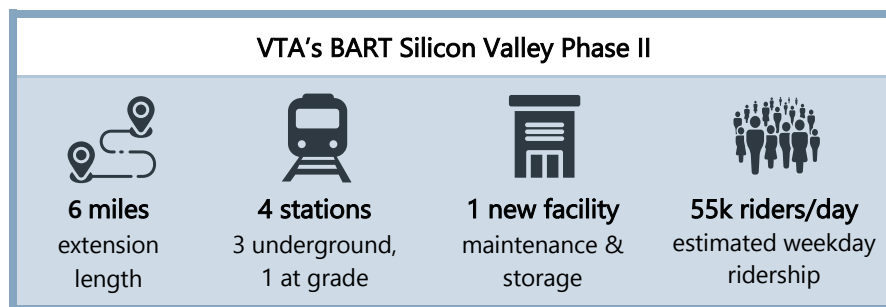 VTA’s BART Silicon Valley Phase II
6 miles
extension
length
4 stations
3 underground,
1 at grade
1 new facility
maintenance &
storage
55k riders/day
estimated weekday
ridership